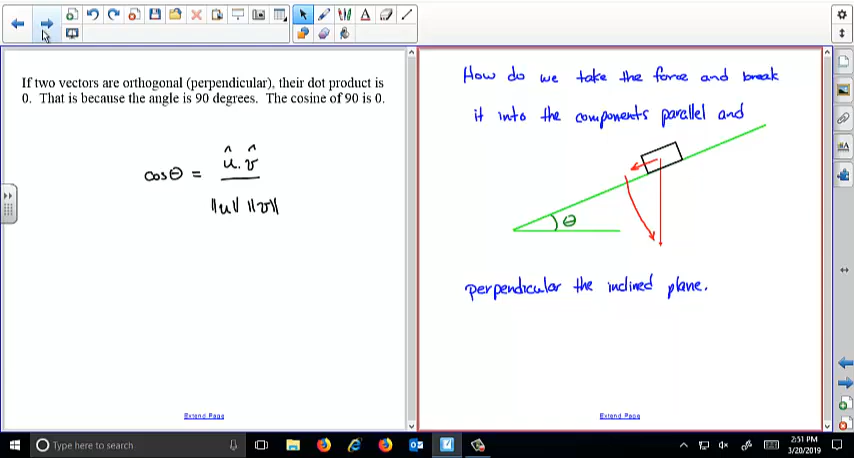 If two vectors are orthogonal (perpendicular), their dot product is
0. That is because the angle is 90 degrees. The cosine of 90 is 0.
cosθ = û . v̂
‖u‖ ‖v‖
Extend Page
How do we take the force and break
it into the components parallel and
θ
perpendicular the inclined plane.
Extend Page
Type here to search
2:51 PM
3/20/2019